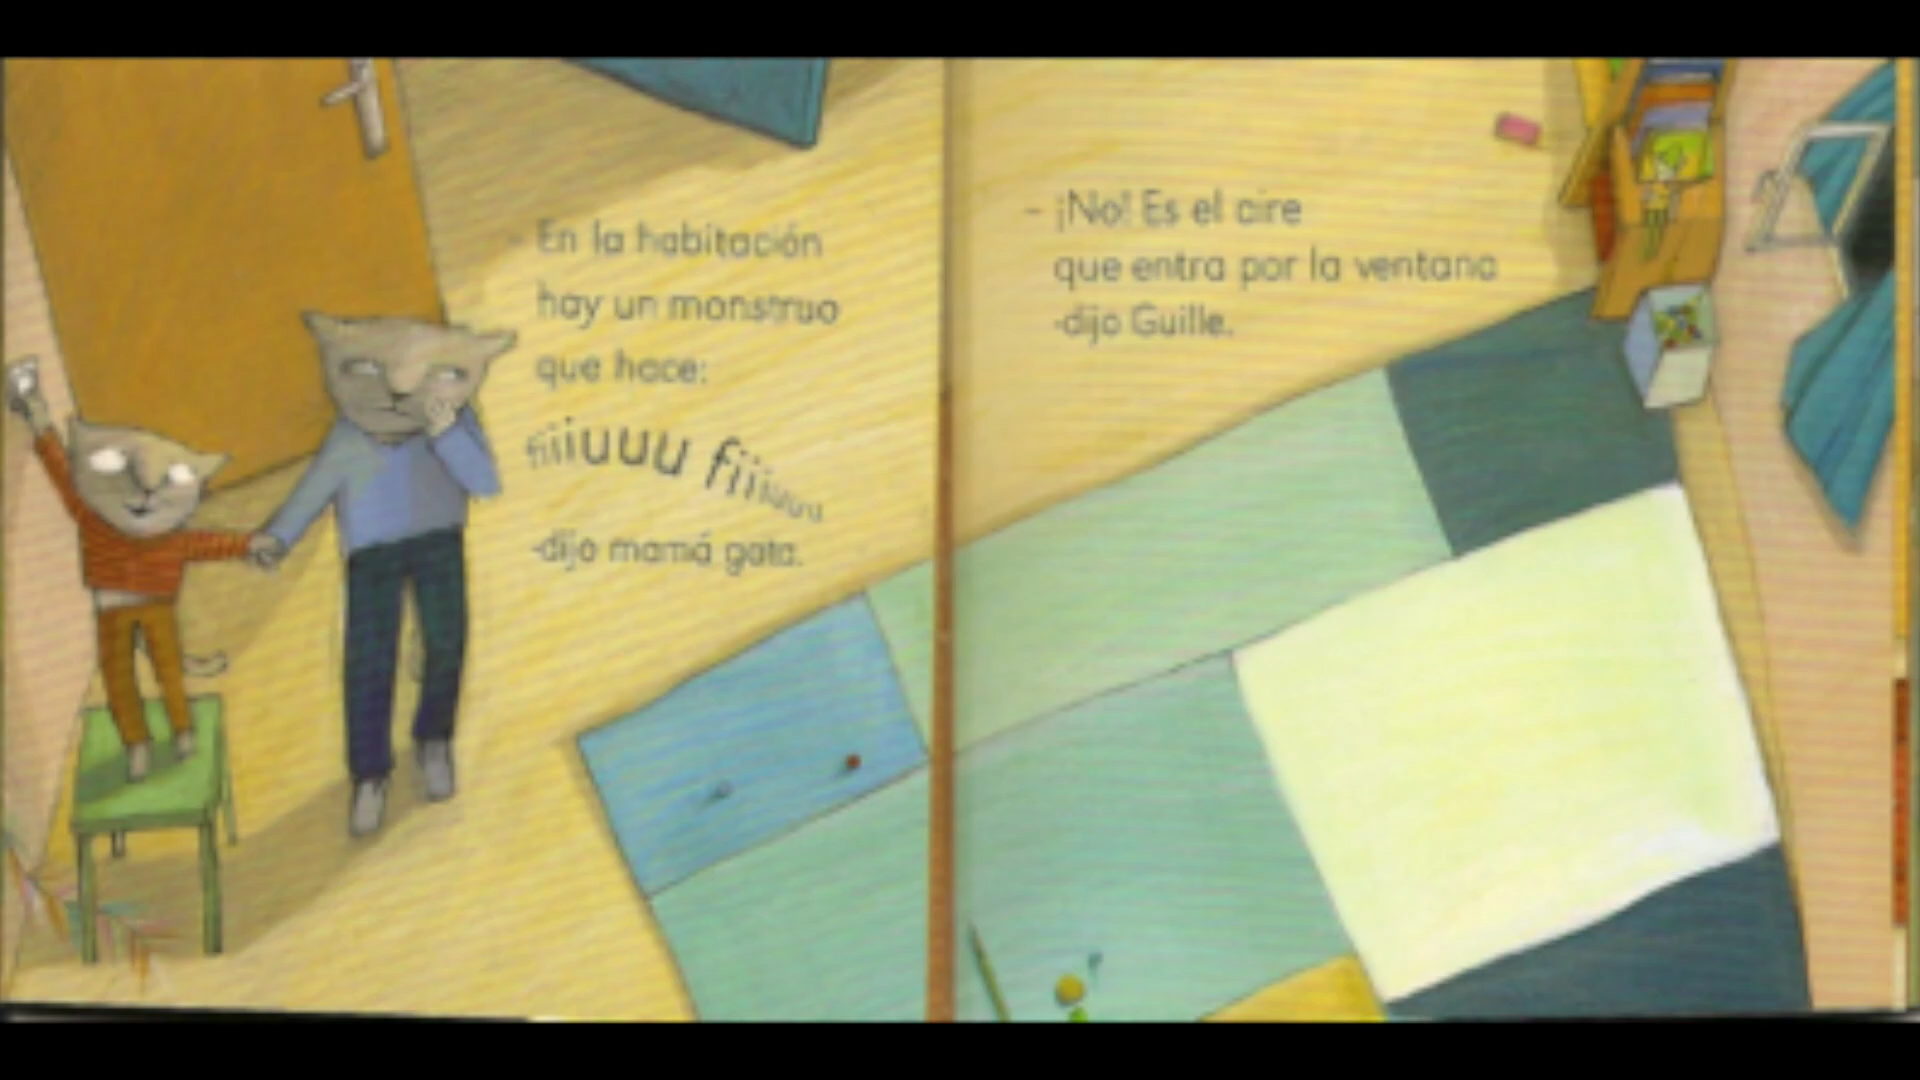 - En la habitación
hay un monstruo
que hace:
fiiiuuu fiiiuuuu
-dijo mamá gata.
- ¡No! Es el aire
que entra por la ventana
-dijo Guille.